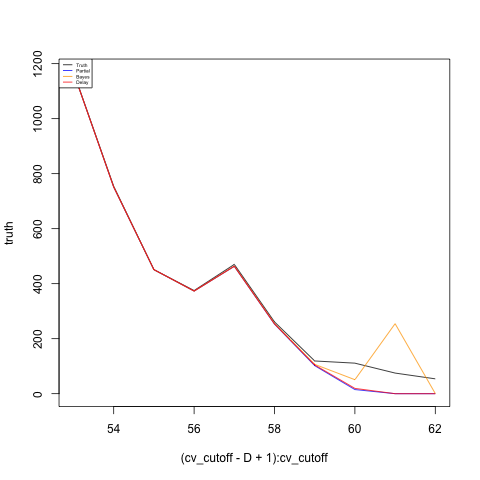 Truth
Partial
Bayes
Delay
truth
0
200
400
600
800
1000
1200
54
56
58
60
62
(cv_cutoff - D + 1):cv_cutoff